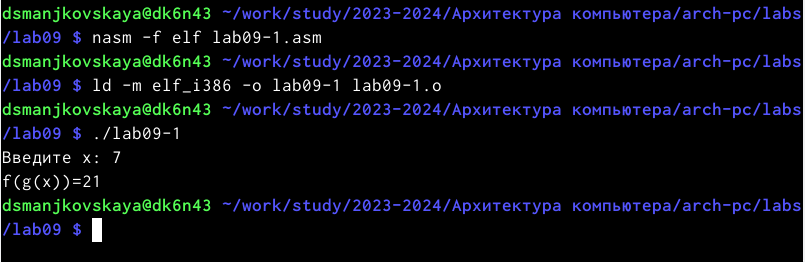 dsmanjkovskaya@dk6n43 ~/work/study/2023-2024/Архитектура компьютера/arch-pc/labs
/lab09 $ nasm -f elf lab09-1.asm
dsmanjkovskaya@dk6n43 ~/work/study/2023-2024/Архитектура компьютера/arch-pc/labs
/lab09 $ ld -m elf_i386 -o lab09-1 lab09-1.o
dsmanjkovskaya@dk6n43 ~/work/study/2023-2024/Архитектура компьютера/arch-pc/labs
/lab09 $ ./lab09-1
Введите x: 7
f(g(x))=21
dsmanjkovskaya@dk6n43 ~/work/study/2023-2024/Архитектура компьютера/arch-pc/labs
/lab09 $